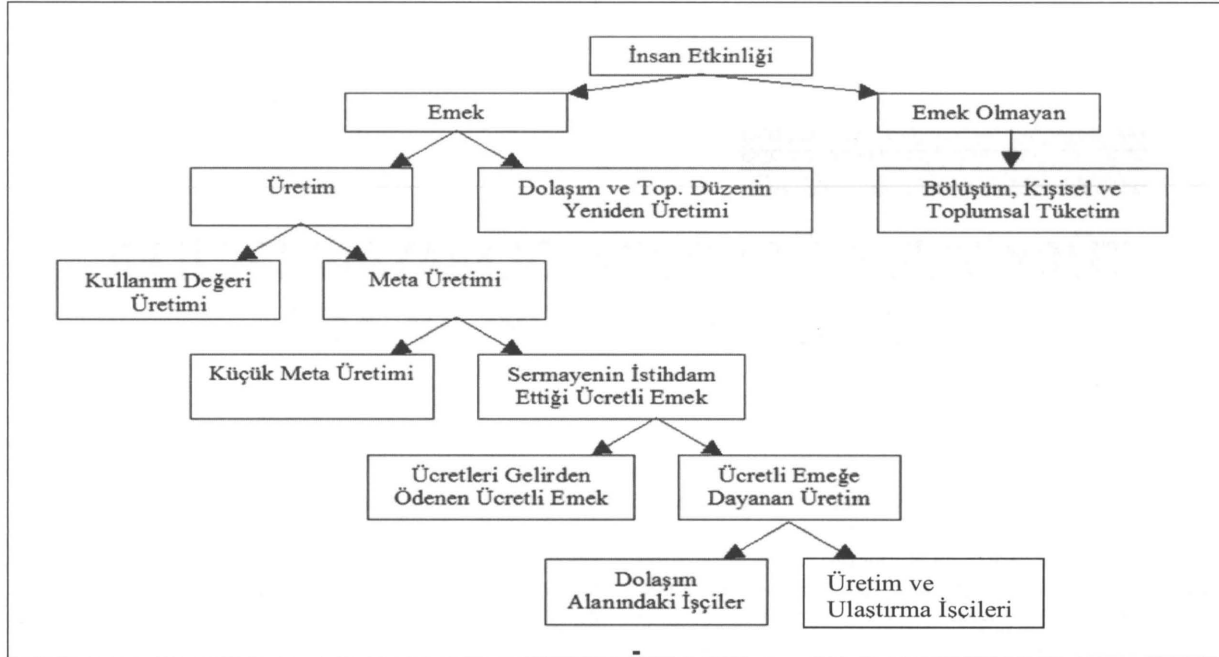 İnsan Etkinliği
Emek
Emek Olmayan
Üretim
Dolaşım ve Top. Düzenin
Yeniden Üretimi
Bölüşüm, Kişisel ve
Toplumsal Tüketim
Kullanım Değeri
Üretimi
Meta Üretimi
Küçük Meta Üretimi
Sermayenin İstihdam
Ettiği Ücretli Emek
Ücretleri Gelirden
Ödenen Ücretli Emek
Ücretli Emeğe
Dayanan Üretim
Dolaşım
Alanındaki İşçiler
Üretim ve
Ulaştırma İşcileri